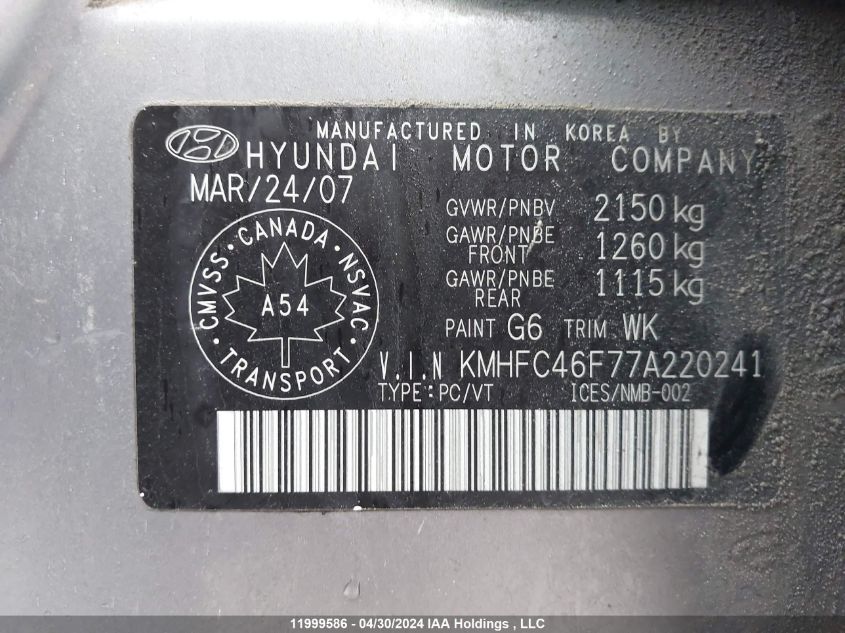 MANUFACTURED IN KOREA BY
HYUNDAI MOTOR COMPANY
MAR/24/07
GVWR/PNBV 2150 kg
GAWR/PNBE FRONT 1260 kg
GAWR/PNBE REAR 1115 kg
CMVSS · CANADA · NSVAC
A54
· TRANSPORT ·
PAINT G6 TRIM WK
V.I.N KMHFC46F77A220241
TYPE:PC/VT ICES/NMB-002
11999586 - 04/30/2024 IAA Holdings , LLC